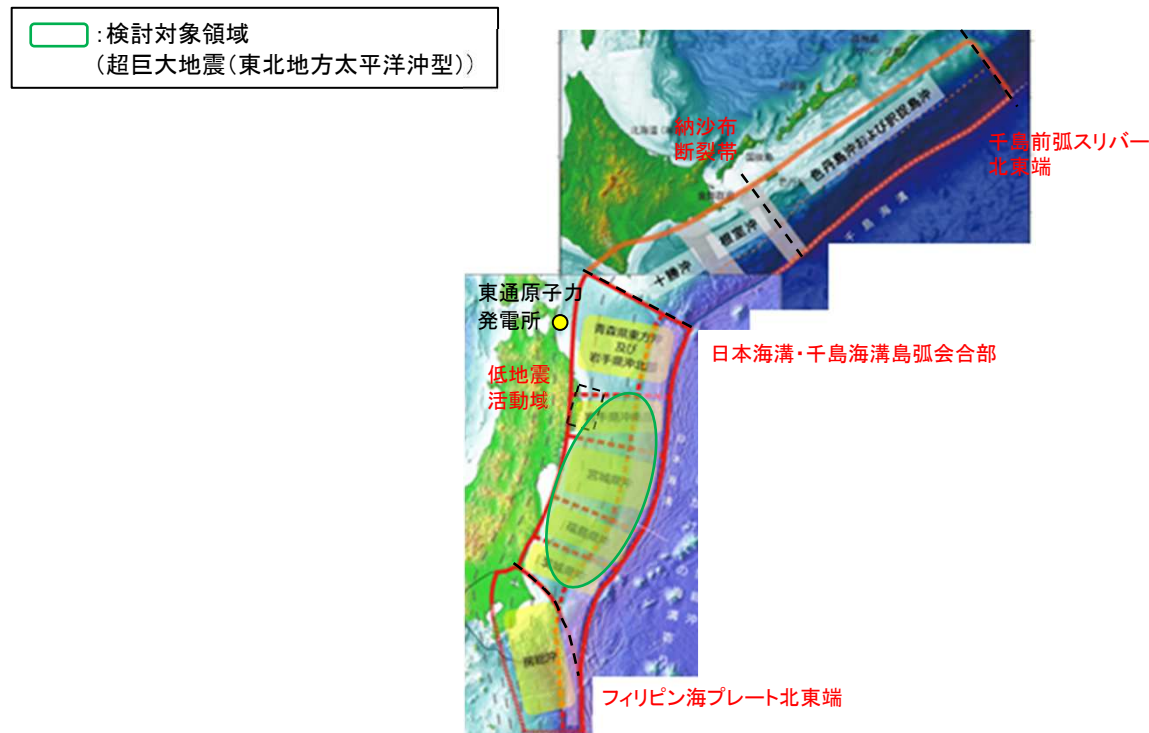 :検討対象領域
(超巨大地震(東北地方太平洋沖型))
納沙布
断裂帯
色丹島沖および択捉島沖
千島前弧スリバー
北東端
根室沖
千島海溝
十勝沖
東通原子力
発電所
青森県東方沖
及び
岩手県沖北部
日本海溝・千島海溝島弧会合部
低地震
活動域
宮城県沖
福島県沖
房総沖
フィリピン海プレート北東端